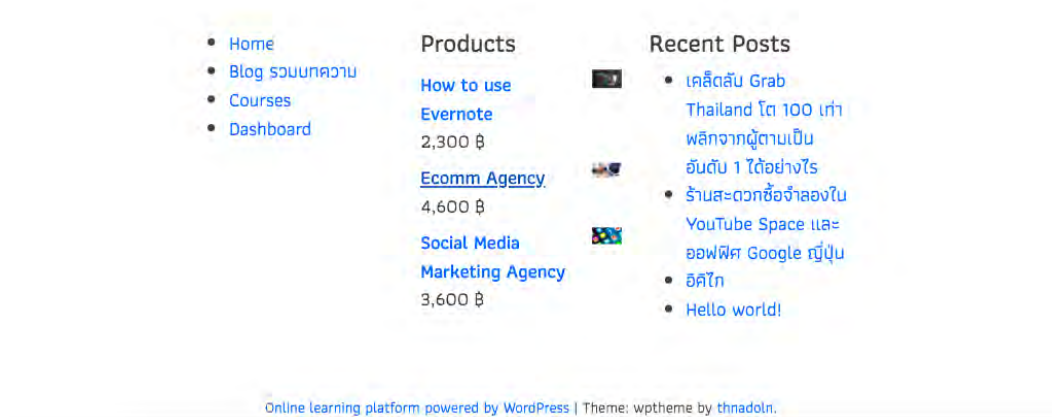 Home
Blog รวมบทความ
Courses
Dashboard
Products
How to use
Evernote
2,300 ฿
Ecomm Agency
4,600 ฿
Social Media
Marketing Agency
3,600 ฿
Recent Posts
เคล็ดลับ Grab
Thailand โต 100 เท่า
พลิกจากผู้ตามเป็น
อันดับ 1 ได้อย่างไร
ร้านสะดวกซื้อจำลองใน
YouTube Space และ
ออฟฟิศ Google ญี่ปุ่น
อิคิไก
Hello world!
Online learning platform powered by WordPress | Theme: wptheme by thnadoln.